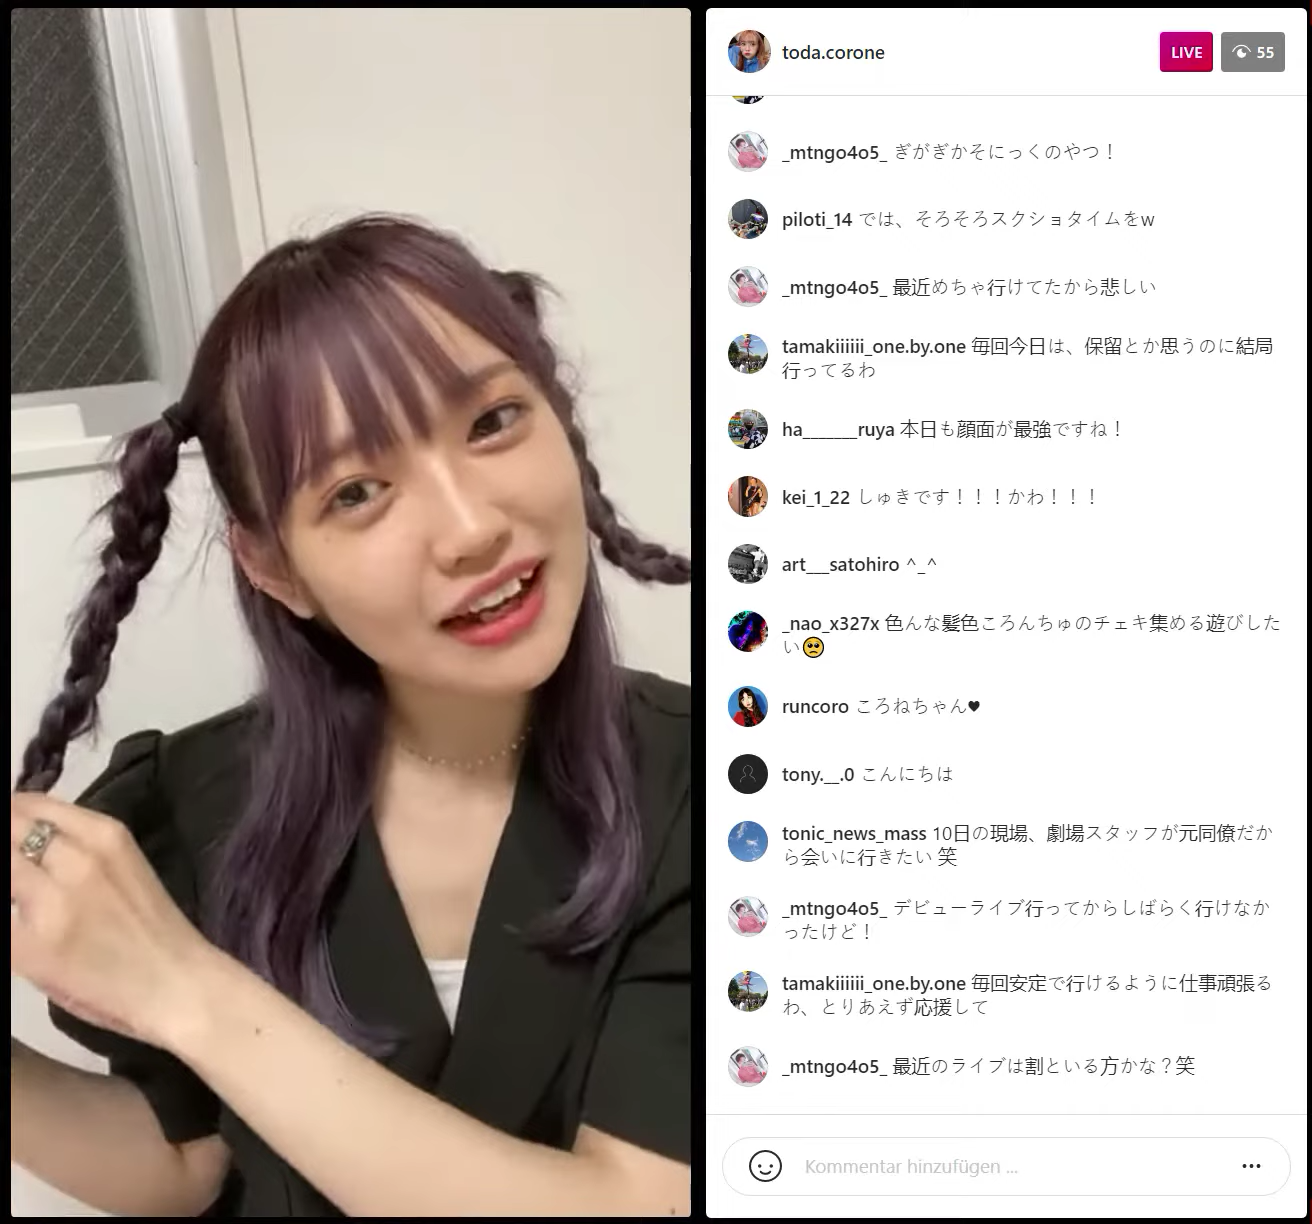 toda.corone
LIVE
55
_mtngo4o5_ ぎがぎかそにっくのやつ！
piloti_14 では、そろそろスクショタイムをw
_mtngo4o5_ 最近めちゃ行けてたから悲しい
tamakiiiiii_one.by.one 毎回今日は、保留とか思うのに結局
行ってるわ
ha______ruya 本日も顔面が最強ですね！
kei_1_22 しゅきです！！！かわ！！！
art___satohiro ^_^
_nao_x327x 色んな髪色ころんちゅのチェキ集める遊びした
い🥺
runcoro ころねちゃん♥
tony.__.0 こんにちは
tonic_news_mass 10日の現場、劇場スタッフが元同僚だか
ら会いに行きたい 笑
_mtngo4o5_ デビューライブ行ってからしばらく行けなか
ったけど！
tamakiiiiii_one.by.one 毎回安定で行けるように仕事頑張る
わ、とりあえず応援して
_mtngo4o5_ 最近のライブは割といる方かな？笑
Kommentar hinzufügen ...